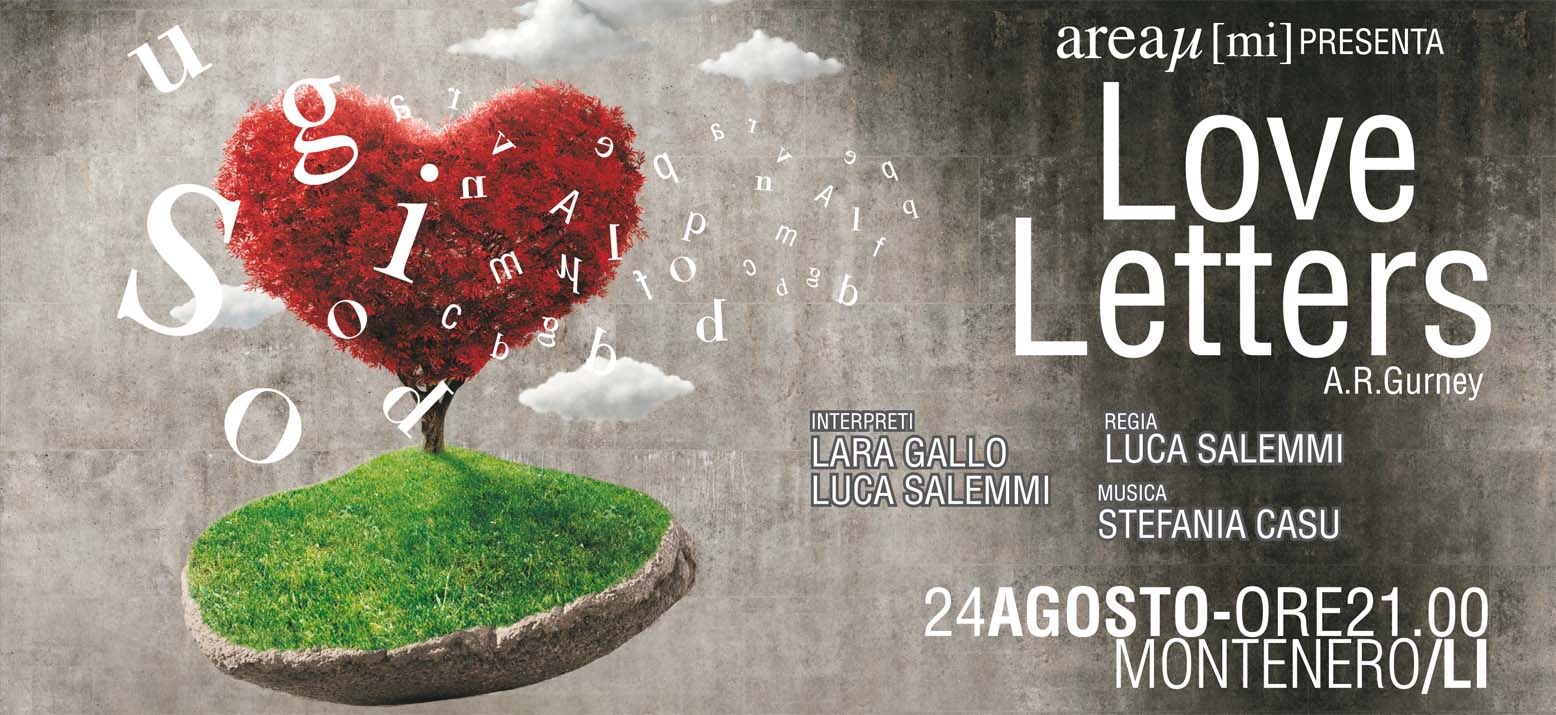 areaµ [mi] PRESENTA
Love
Letters
A.R.Gurney
INTERPRETI
LARA GALLO
LUCA SALEMMI
REGIA
LUCA SALEMMI
MUSICA
STEFANIA CASU
24AGOSTO-ORE21.00
MONTENERO/LI